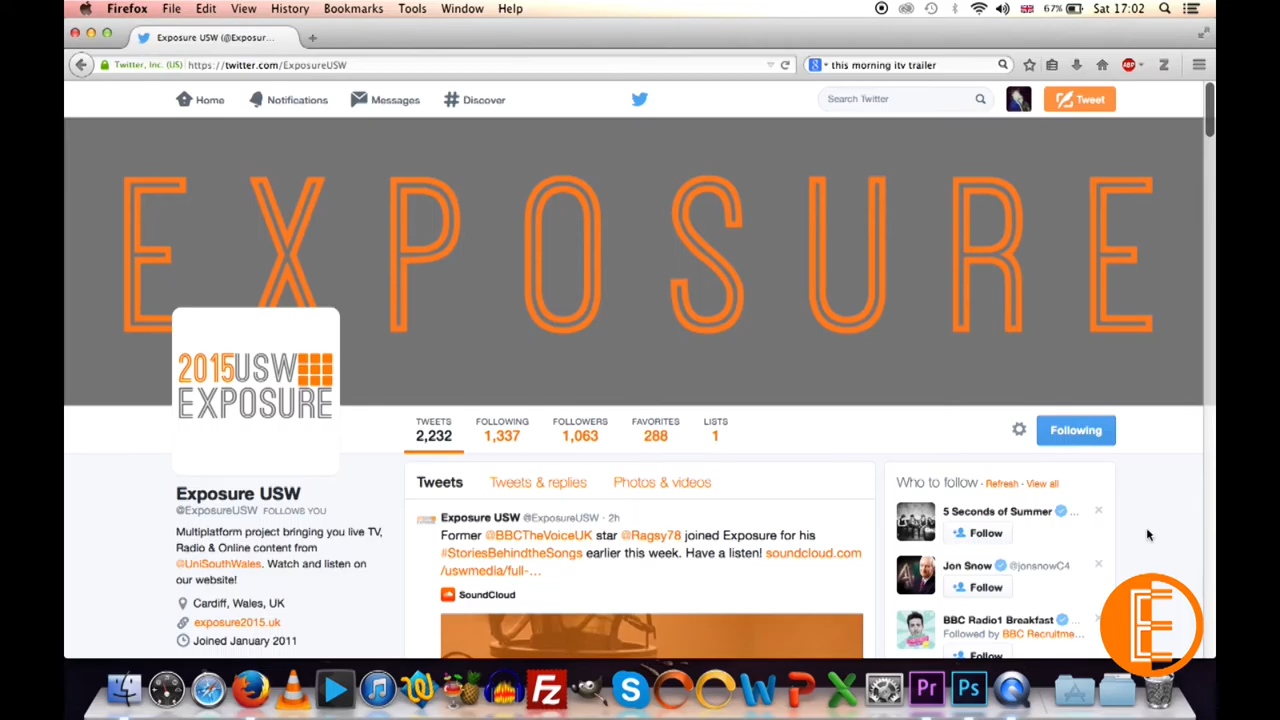 Firefox File Edit View History Bookmarks Tools Window Help 67% Sat 17:02
Exposure USW (@Exposur...
Twitter, Inc. (US) https://twitter.com/ExposureUSW this morning itv trailer ABP Z
Home Notifications Messages Discover Search Twitter Tweet
EXPOSURE
2015USW
EXPOSURE
TWEETS FOLLOWING FOLLOWERS FAVORITES LISTS
2,232 1,337 1,063 288 1
Following
Exposure USW
@ExposureUSW FOLLOWS YOU
Multiplatform project bringing you live TV,
Radio & Online content from
@UniSouthWales. Watch and listen on
our website!
Cardiff, Wales, UK
exposure2015.uk
Joined January 2011
Tweets Tweets & replies Photos & videos
Exposure USW @ExposureUSW · 2h
Former @BBCTheVoiceUK star @Ragsy78 joined Exposure for his
#StoriesBehindtheSongs earlier this week. Have a listen! soundcloud.com
/uswmedia/full-...
SoundCloud
Who to follow · Refresh · View all
5 Seconds of Summer ...
Follow
Jon Snow @jonsnowC4
Follow
BBC Radio1 Breakfast ...
Followed by BBC Recruitme...
Follow
E
Fz S W P X Pr Ps